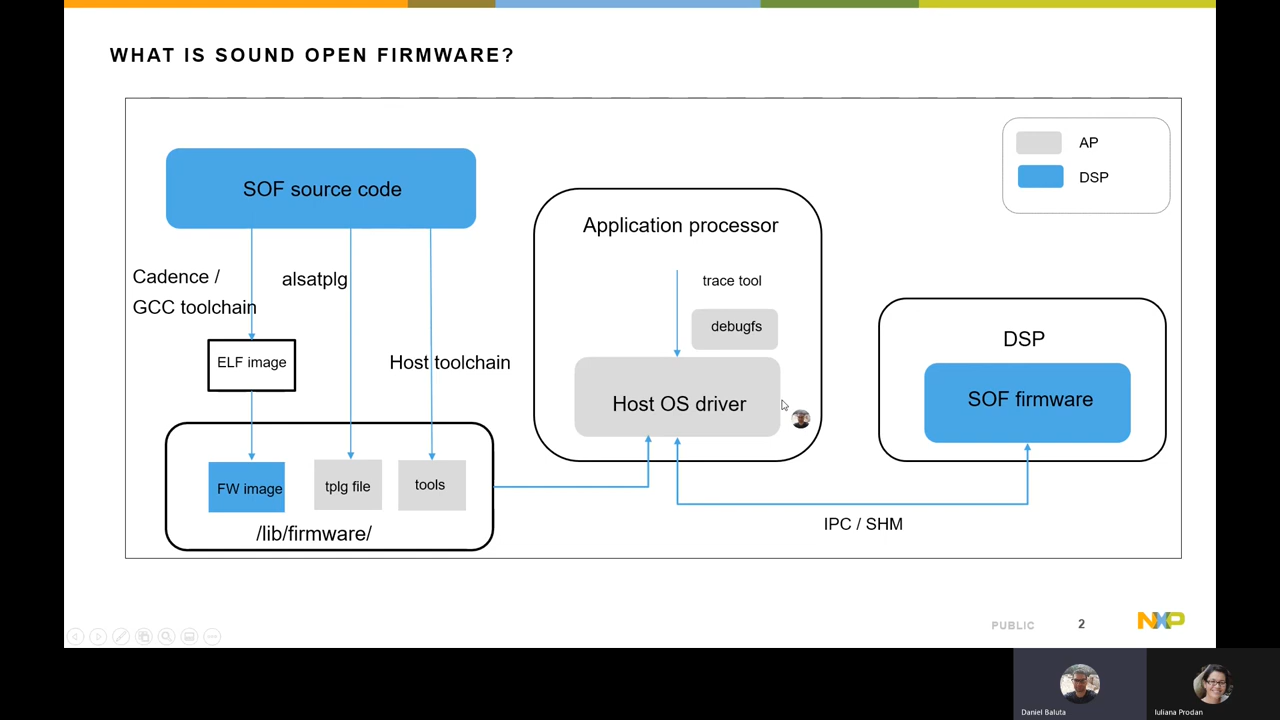 WHAT IS SOUND OPEN FIRMWARE?
AP
DSP
SOF source code
Cadence /
GCC toolchain
alsatplg
Host toolchain
ELF image
FW image
tplg file
tools
/lib/firmware/
Application processor
trace tool
debugfs
Host OS driver
DSP
SOF firmware
IPC / SHM
PUBLIC
2
NXP
Daniel Baluta
Iuliana Prodan